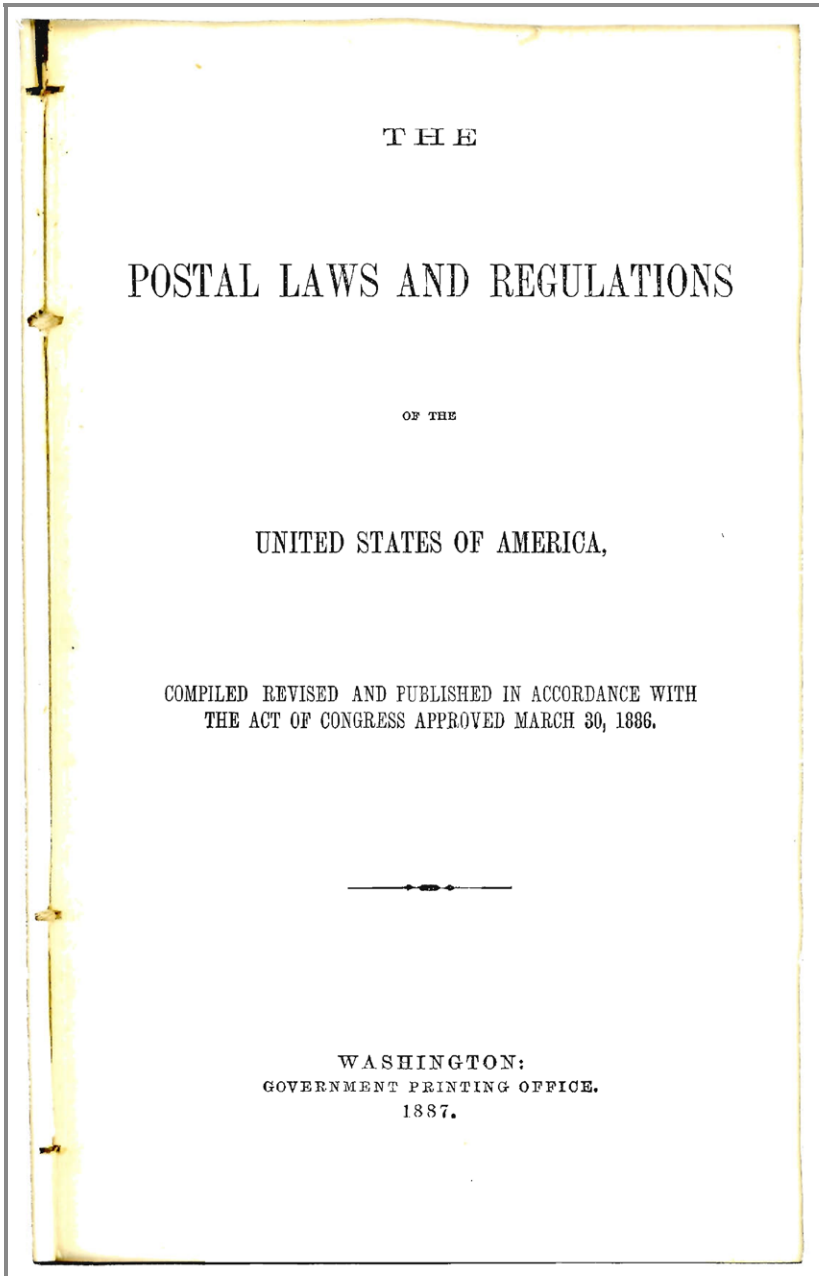 THE
POSTAL LAWS AND REGULATIONS
OF THE
UNITED STATES OF AMERICA,
COMPILED REVISED AND PUBLISHED IN ACCORDANCE WITH
THE ACT OF CONGRESS APPROVED MARCH 30, 1886.
WASHINGTON:
GOVERNMENT PRINTING OFFICE.
1887.